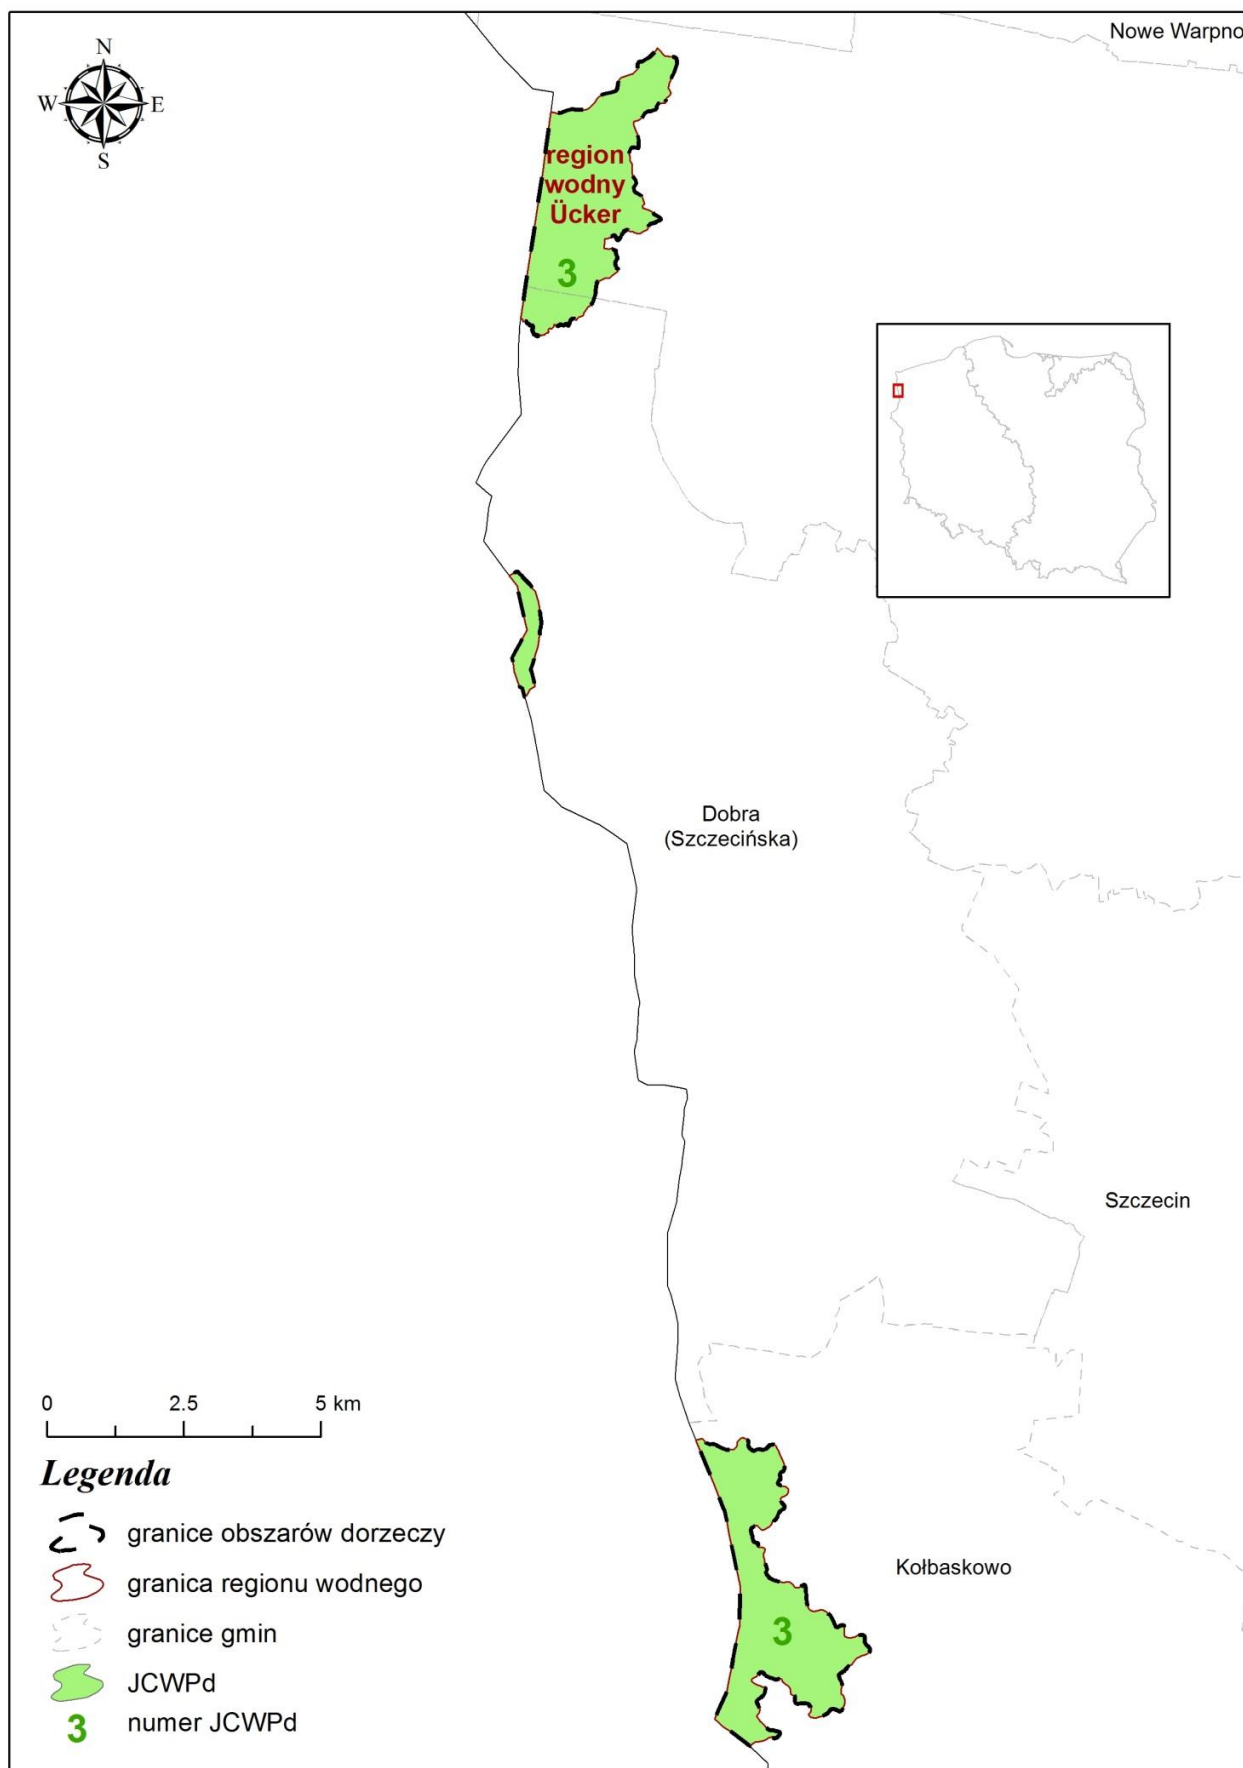 Nowe Warpno
N
W
E
S
region
wodny
Ücker
3
Dobra
(Szczecińska)
Szczecin
0 2.5 5 km
Legenda
granice obszarów dorzeczy
granica regionu wodnego
granice gmin
JCWPd
3 numer JCWPd
Kołbaskowo
3